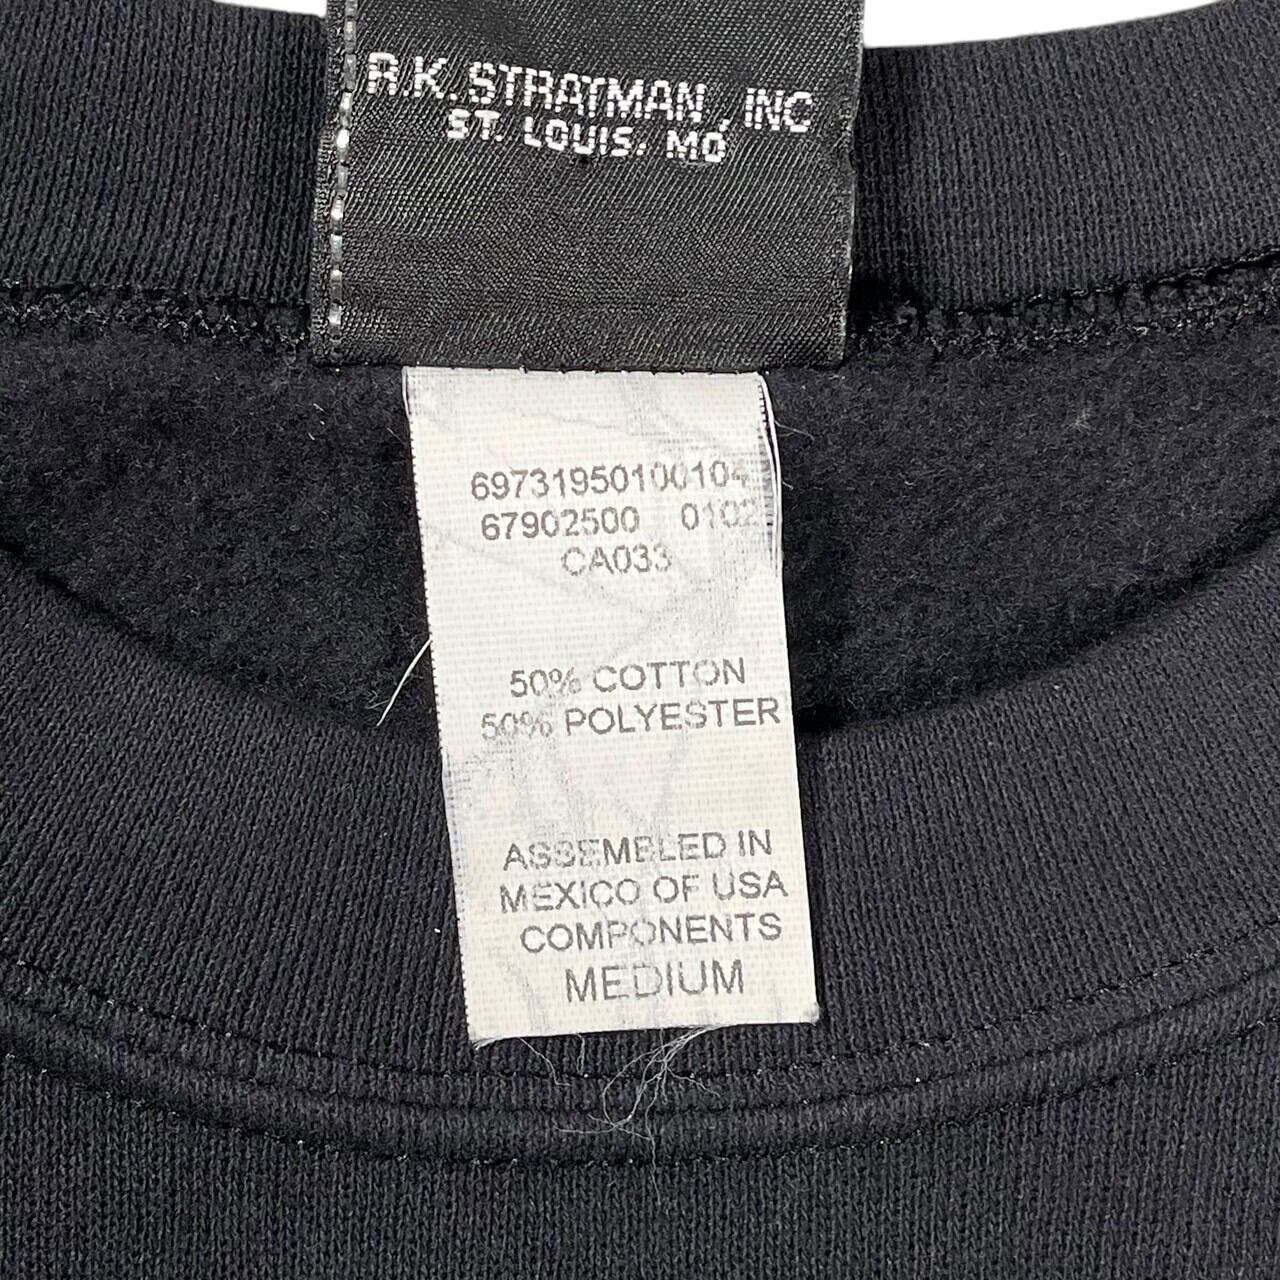 R.K. STRATMAN, INC
ST. LOUIS, MO
69731950100104
67902500 0102
CA033
50% COTTON
50% POLYESTER
ASSEMBLED IN
MEXICO OF USA
COMPONENTS
MEDIUM